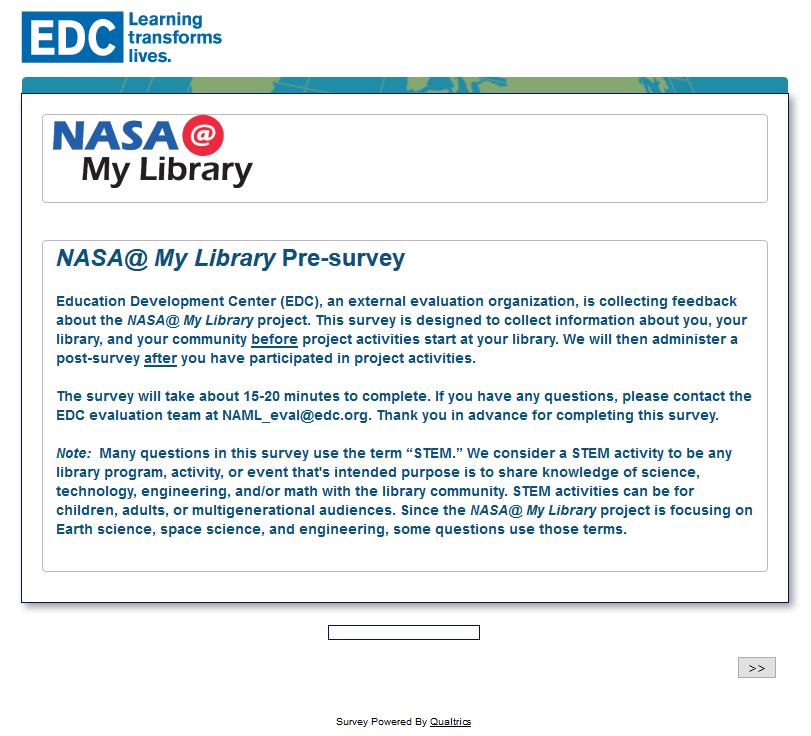 EDC Learning
transforms
lives.
NASA@
My Library
NASA@ My Library Pre-survey
Education Development Center (EDC), an external evaluation organization, is collecting feedback
about the NASA@ My Library project. This survey is designed to collect information about you, your
library, and your community before project activities start at your library. We will then administer a
post-survey after you have participated in project activities.
The survey will take about 15-20 minutes to complete. If you have any questions, please contact the
EDC evaluation team at NAML_eval@edc.org. Thank you in advance for completing this survey.
Note:  Many questions in this survey use the term “STEM.” We consider a STEM activity to be any
library program, activity, or event that's intended purpose is to share knowledge of science,
technology, engineering, and/or math with the library community. STEM activities can be for
children, adults, or multigenerational audiences. Since the NASA@ My Library project is focusing on
Earth science, space science, and engineering, some questions use those terms.
>>
Survey Powered By Qualtrics